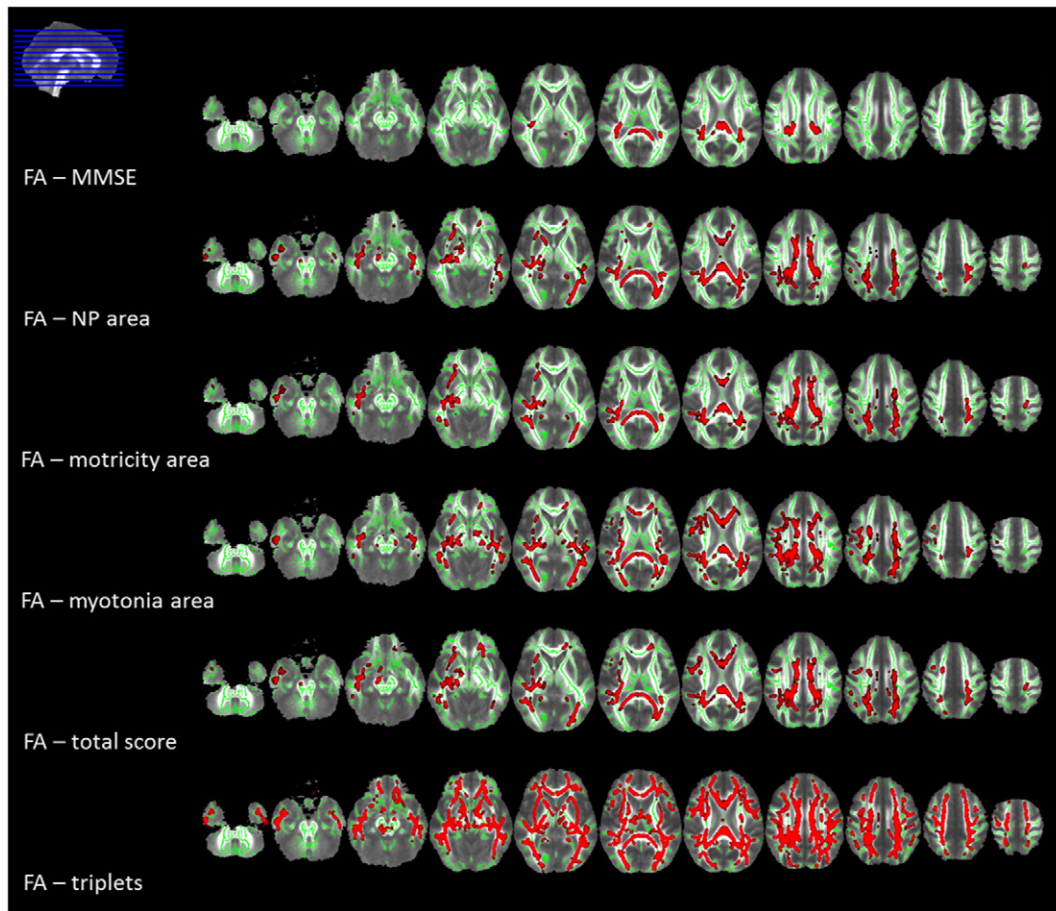 FA – MMSE
FA – NP area
FA – motricity area
FA – myotonia area
FA – total score
FA – triplets